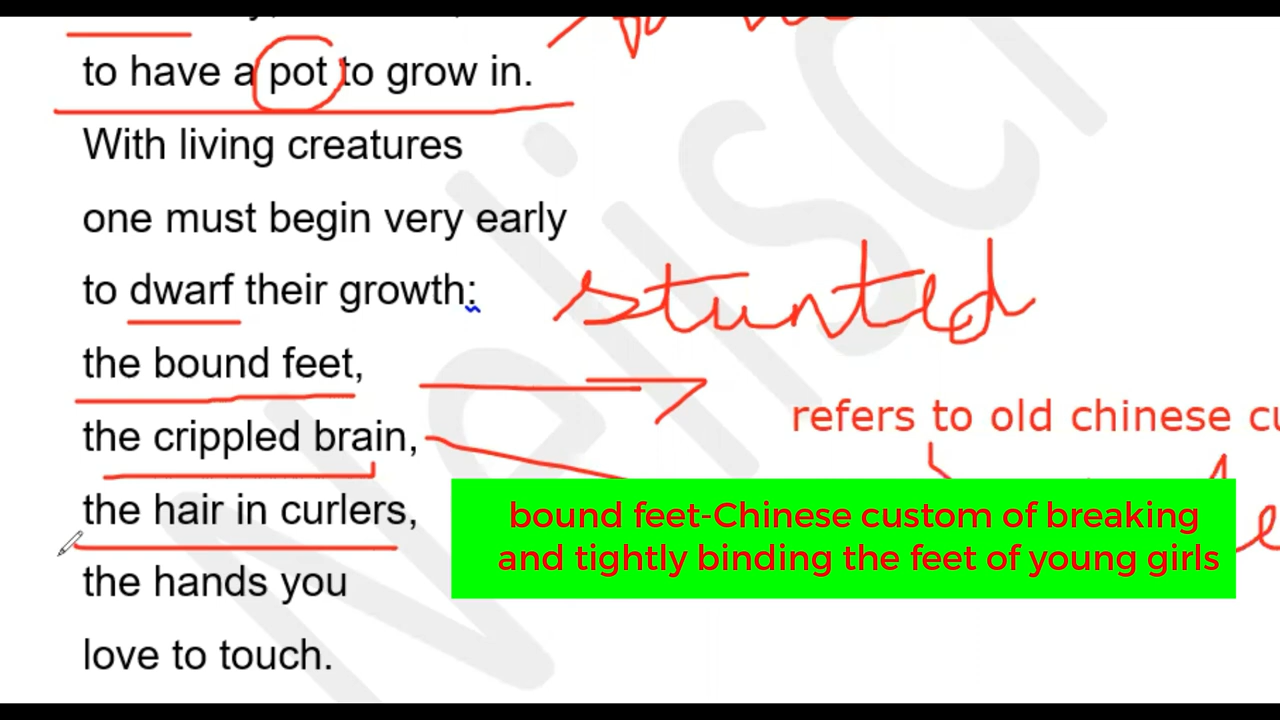 to have a pot to grow in.
With living creatures
one must begin very early
to dwarf their growth:
stunted
the bound feet,
refers to old chinese cu
the crippled brain,
the hair in curlers,
bound feet-Chinese custom of breaking
and tightly binding the feet of young girls
the hands you
love to touch.